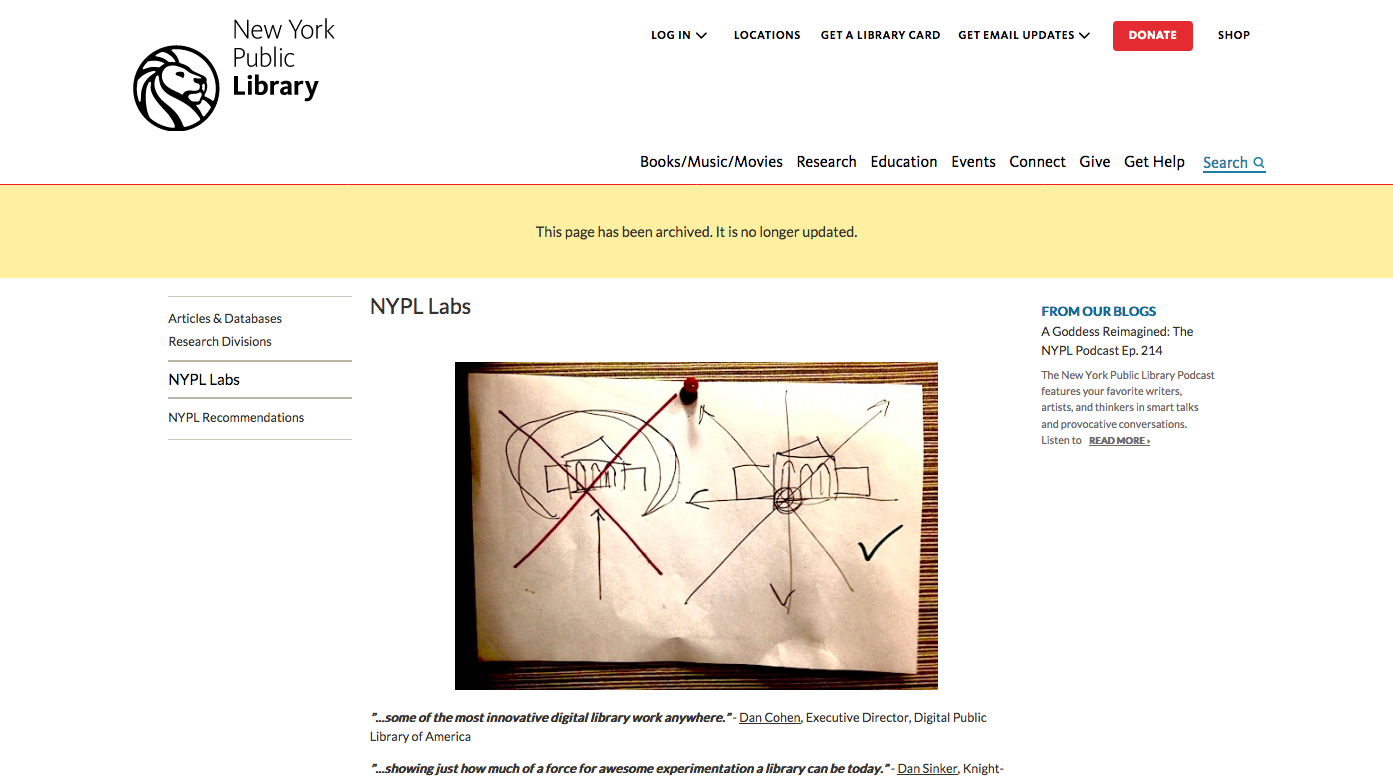 New York
Public
Library
LOG IN
LOCATIONS
GET A LIBRARY CARD
GET EMAIL UPDATES
DONATE
SHOP
Books/Music/Movies
Research
Education
Events
Connect
Give
Get Help
Search
This page has been archived. It is no longer updated.
Articles & Databases
Research Divisions
NYPL Labs
NYPL Recommendations
NYPL Labs
"...some of the most innovative digital library work anywhere." - Dan Cohen, Executive Director, Digital Public
Library of America
"...showing just how much of a force for awesome experimentation a library can be today." - Dan Sinker, Knight-
FROM OUR BLOGS
A Goddess Reimagined: The
NYPL Podcast Ep. 214
The New York Public Library Podcast
features your favorite writers,
artists, and thinkers in smart talks
and provocative conversations.
Listen to READ MORE ›